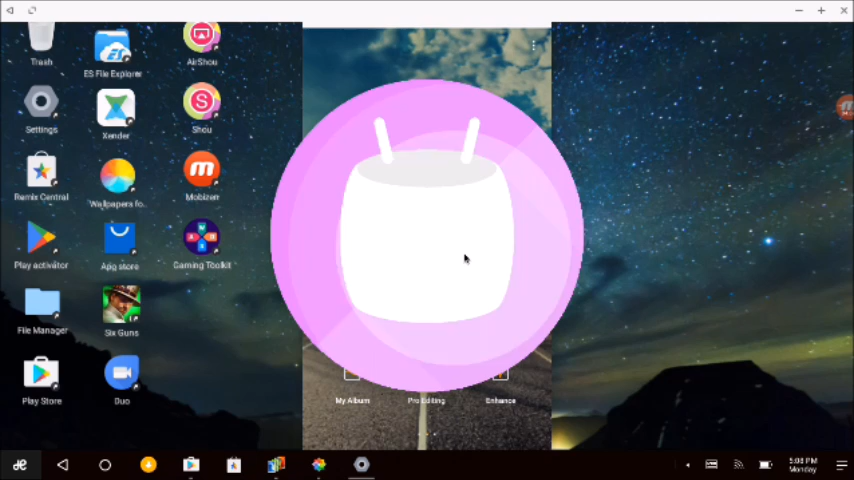 Trash
ES File Explorer
AirShou
Settings
Xender
Shou
Remix Central
Wallpapers fo..
Mobizen
Play activator
App store
Gaming Toolkit
File Manager
Six Guns
Play Store
Duo
My Album
Pro Editing
Enhance
5:08 PM
Monday